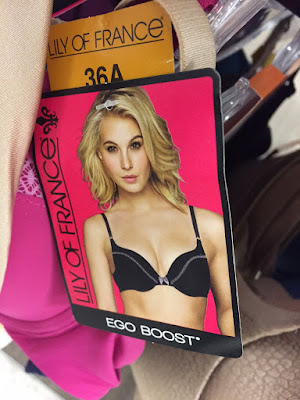 LILY OF FRANCE®
36A
LILY OF FRANCE®
EGO BOOST®